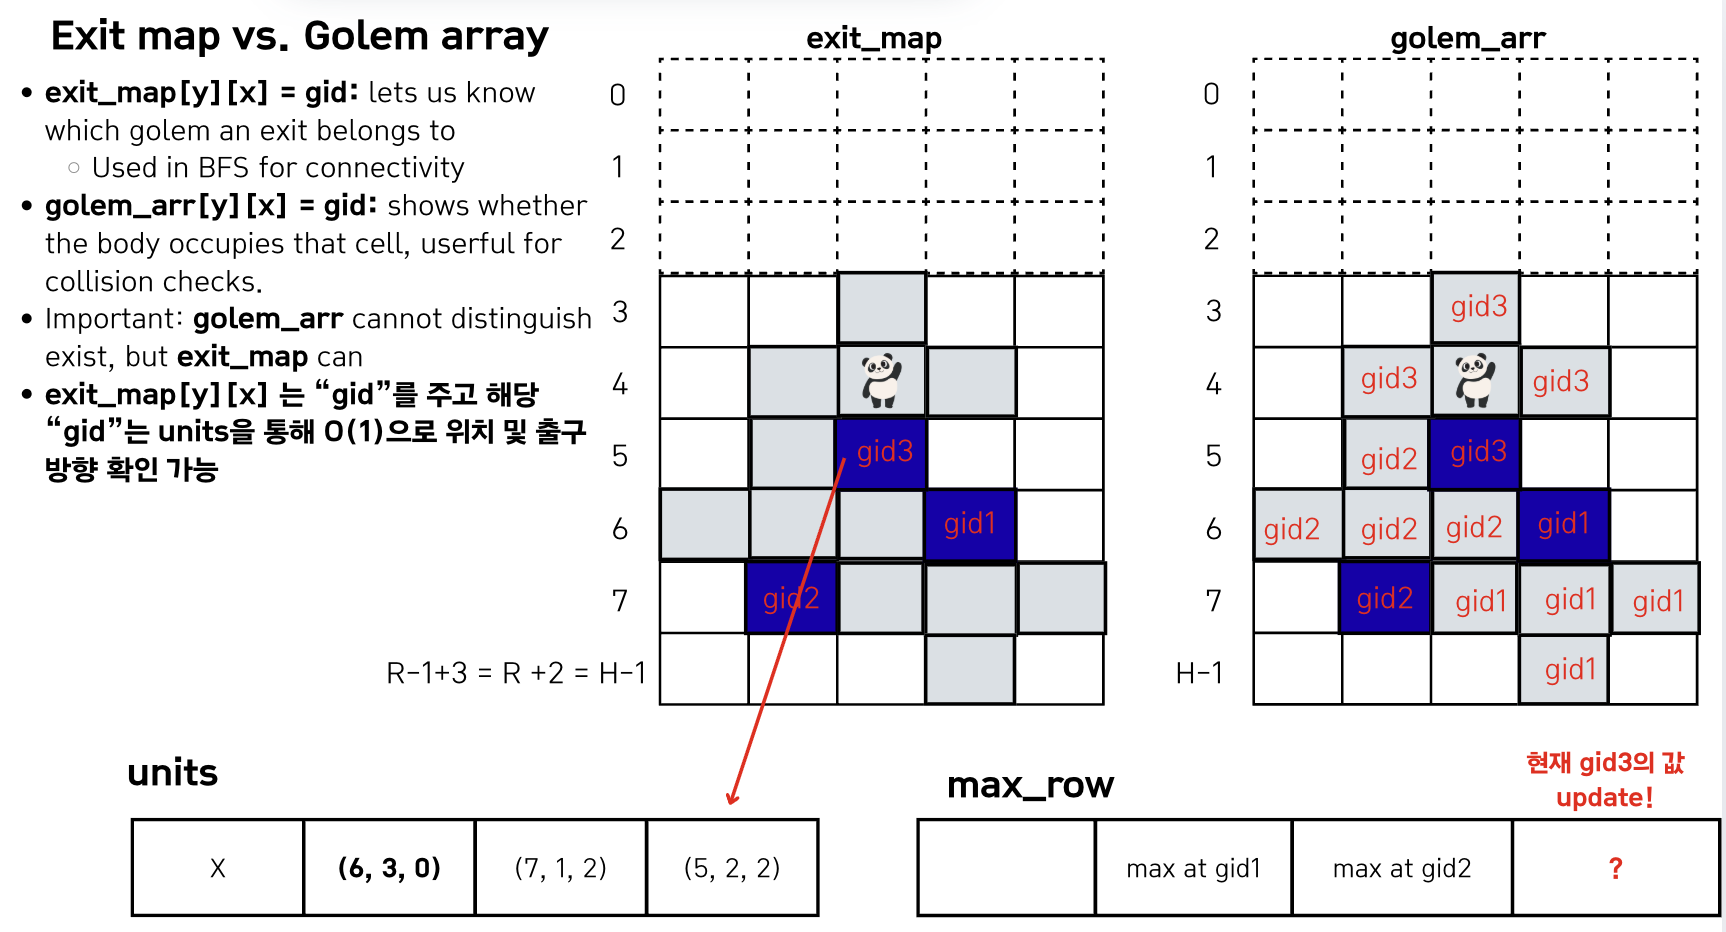 Exit map vs. Golem array
• exit_map[y][x] = gid: lets us know
which golem an exit belongs to
○ Used in BFS for connectivity
• golem_arr[y][x] = gid: shows whether
the body occupies that cell, userful for
collision checks.
• Important: golem_arr cannot distinguish
exist, but exit_map can
• exit_map[y][x] 는 “gid”를 주고 해당
“gid”는 units을 통해 O(1)으로 위치 및 출구
방향 확인 가능
exit_map
0
1
2
3
4
5 gid3
6 gid1
7 gid2
R-1+3 = R +2 = H-1
golem_arr
0
1
2
3 gid3
4 gid3 gid3
5 gid2 gid3
6 gid2 gid2 gid2 gid1
7 gid2 gid1 gid1 gid1
H-1 gid1
units
X (6, 3, 0) (7, 1, 2) (5, 2, 2)
max_row
현재 gid3의 값
update!
max at gid1 max at gid2 ?